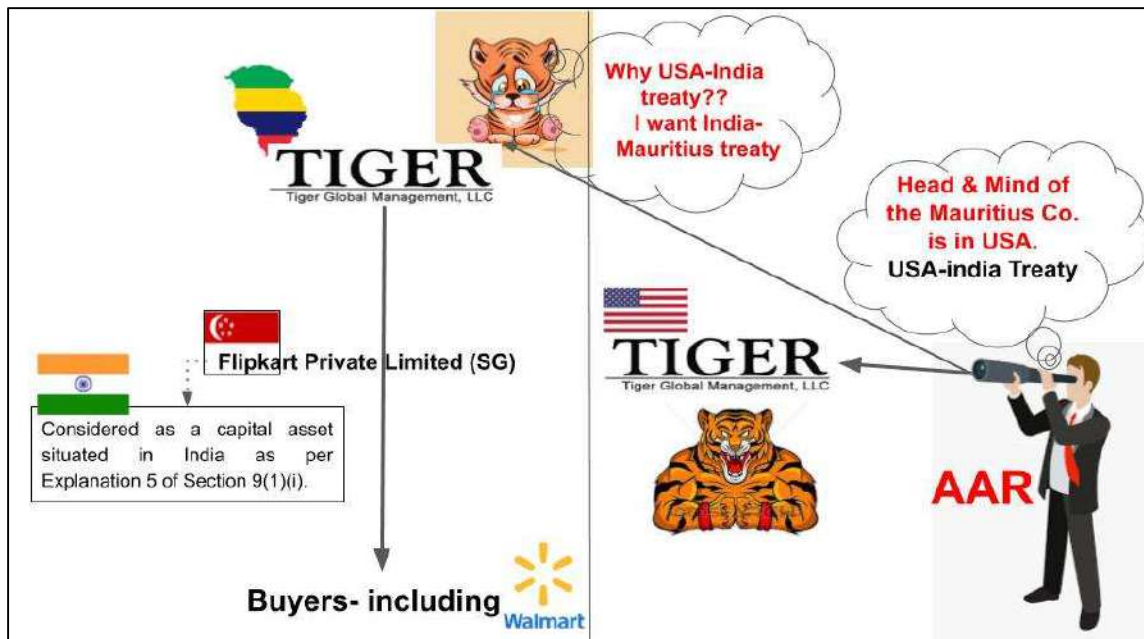 TIGER
Tiger Global Management, LLC
Why USA-India
treaty??
I want India-
Mauritius treaty
Head & Mind of
the Mauritius Co.
is in USA.
USA-india Treaty
Flipkart Private Limited (SG)
Considered as a capital asset
situated in India as per
Explanation 5 of Section 9(1)(i).
TIGER
Tiger Global Management, LLC
AAR
Buyers- including
Walmart